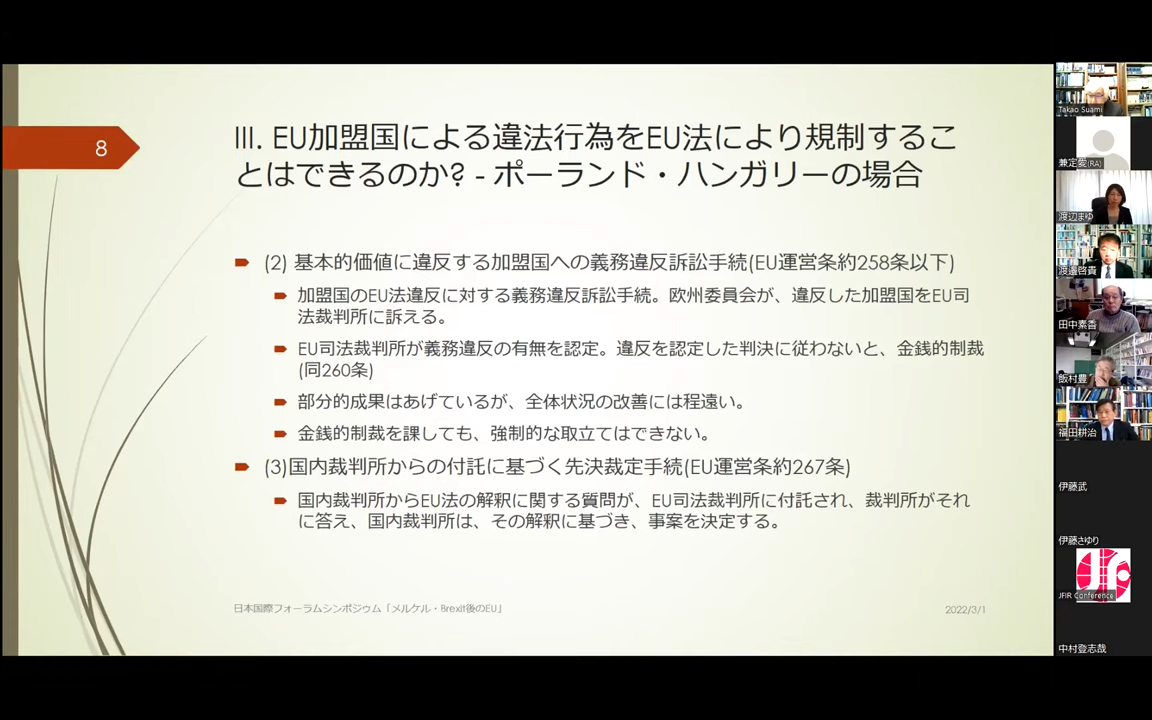 8
III. EU加盟国による違法行為をEU法により規制するこ
とはできるのか? - ポーランド・ハンガリーの場合
(2) 基本的価値に違反する加盟国への義務違反訴訟手続(EU運営条約258条以下)
加盟国のEU法違反に対する義務違反訴訟手続。欧州委員会が、違反した加盟国をEU司
法裁判所に訴える。
EU司法裁判所が義務違反の有無を認定。違反を認定した判決に従わないと、金銭的制裁
(同260条)
部分的成果はあげているが、全体状況の改善には程遠い。
金銭的制裁を課しても、強制的な取立てはできない。
(3)国内裁判所からの付託に基づく先決裁定手続(EU運営条約267条)
国内裁判所からEU法の解釈に関する質問が、EU司法裁判所に付託され、裁判所がそれ
に答え、国内裁判所は、その解釈に基づき、事案を決定する。
日本国際フォーラムシンポジウム「メルケル・Brexit後のEU」
2022/3/1
Takao Suami
兼定愛(RA)
渡辺まゆ
渡邊啓貴
田中素香
飯村豊
福田耕治
伊藤武
伊藤さゆり
JFIR Conference
中村登志哉